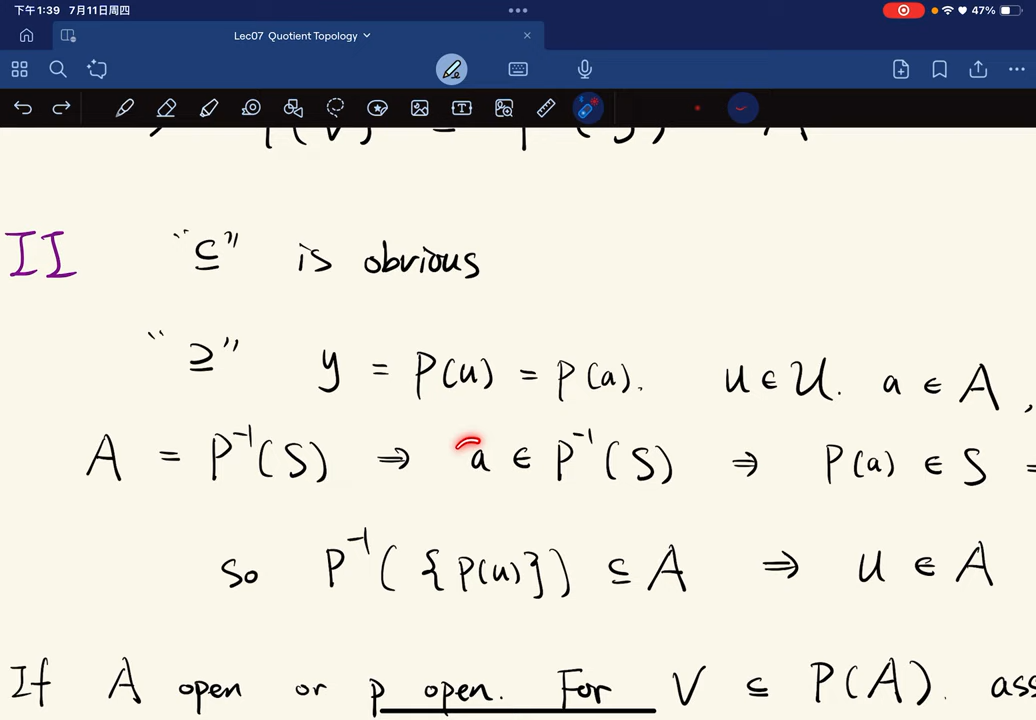 下午1:39 7月11日周四
47%
Lec07 Quotient Topology
II "⊆" is obvious
"⊇" y = P(u) = P(a). u ∈ U. a ∈ A,
A = P⁻¹(S) ⇒ a ∈ P⁻¹(S) ⇒ P(a) ∈ S =
so P⁻¹({P(u)}) ⊆ A ⇒ u ∈ A
If A open or p open. For V ⊆ P(A). ass